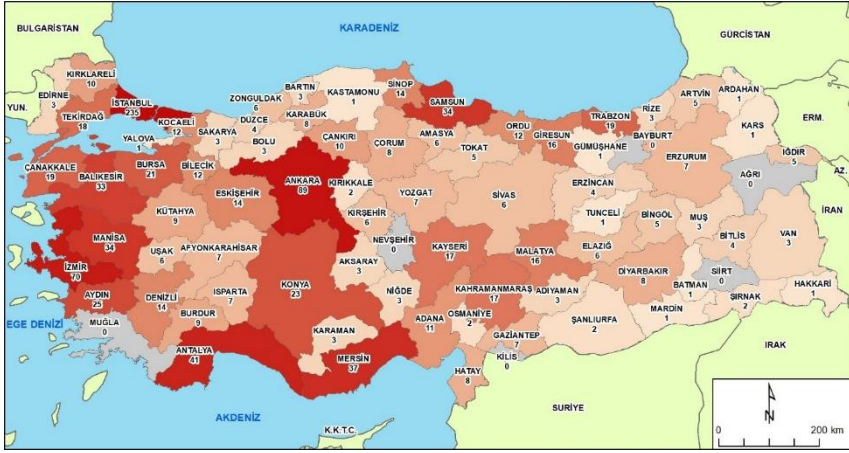 BULGARİSTAN
KARADENİZ
GÜRCİSTAN
YUN.
ERM.
AZ.
İRAN
IRAK
SURİYE
K.K.T.C.
AKDENİZ
EGE DENİZİ
KIRKLARELİ
10
EDİRNE
3
TEKİRDAĞ
18
İSTANBUL
235
KOCAELİ
12
YALOVA
1
SAKARYA
3
DÜZCE
4
ZONGULDAK
6
BARTIN
3
KARABÜK
8
KASTAMONU
1
SİNOP
14
SAMSUN
34
BOLU
3
ÇANKIRI
10
ÇORUM
8
AMASYA
6
TOKAT
5
ORDU
12
GİRESUN
16
TRABZON
19
RİZE
3
ARTVİN
5
ARDAHAN
1
KARS
1
IĞDIR
5
GÜMÜŞHANE
1
BAYBURT
0
ERZURUM
7
AĞRI
0
ÇANAKKALE
19
BALIKESİR
33
BURSA
21
BİLECİK
12
ESKİŞEHİR
14
ANKARA
89
KIRIKKALE
2
YOZGAT
7
SİVAS
6
ERZİNCAN
4
TUNCELİ
1
BİNGÖL
5
MUŞ
3
BİTLİS
4
VAN
3
KÜTAHYA
9
KIRŞEHİR
6
NEVŞEHİR
0
KAYSERİ
17
MALATYA
16
ELAZIĞ
6
DİYARBAKIR
8
BATMAN
1
SİİRT
0
ŞIRNAK
2
HAKKARİ
1
MANİSA
34
İZMİR
70
UŞAK
6
AFYONKARAHİSAR
7
AKSARAY
3
KONYA
23
NİĞDE
3
KAHRAMANMARAŞ
17
ADIYAMAN
3
ŞANLIURFA
2
MARDİN
1
AYDIN
25
DENİZLİ
14
ISPARTA
7
BURDUR
9
MUĞLA
0
ANTALYA
41
KARAMAN
3
MERSİN
37
ADANA
11
OSMANİYE
2
GAZİANTEP
7
KİLİS
0
HATAY
8
N
0
200 km